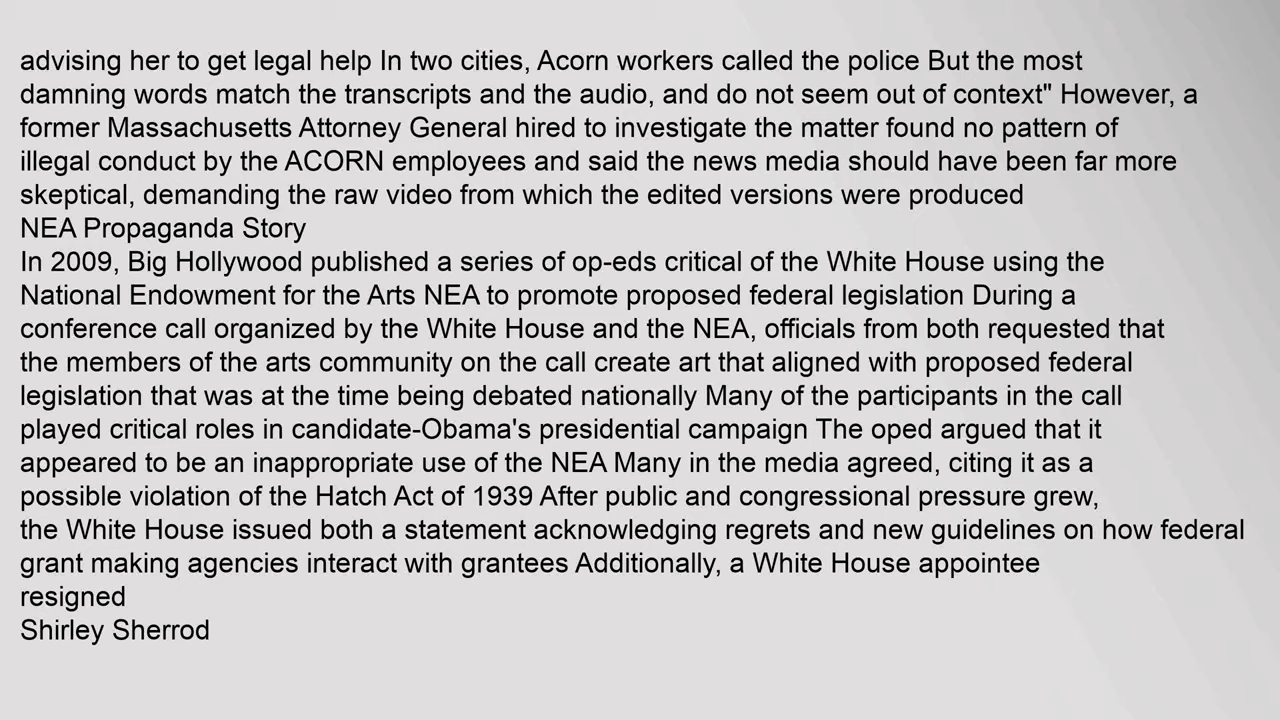 advising her to get legal help In two cities, Acorn workers called the police But the most
damning words match the transcripts and the audio, and do not seem out of context" However, a
former Massachusetts Attorney General hired to investigate the matter found no pattern of
illegal conduct by the ACORN employees and said the news media should have been far more
skeptical, demanding the raw video from which the edited versions were produced
NEA Propaganda Story
In 2009, Big Hollywood published a series of op-eds critical of the White House using the
National Endowment for the Arts NEA to promote proposed federal legislation During a
conference call organized by the White House and the NEA, officials from both requested that
the members of the arts community on the call create art that aligned with proposed federal
legislation that was at the time being debated nationally Many of the participants in the call
played critical roles in candidate-Obama's presidential campaign The oped argued that it
appeared to be an inappropriate use of the NEA Many in the media agreed, citing it as a
possible violation of the Hatch Act of 1939 After public and congressional pressure grew,
the White House issued both a statement acknowledging regrets and new guidelines on how federal
grant making agencies interact with grantees Additionally, a White House appointee
resigned
Shirley Sherrod